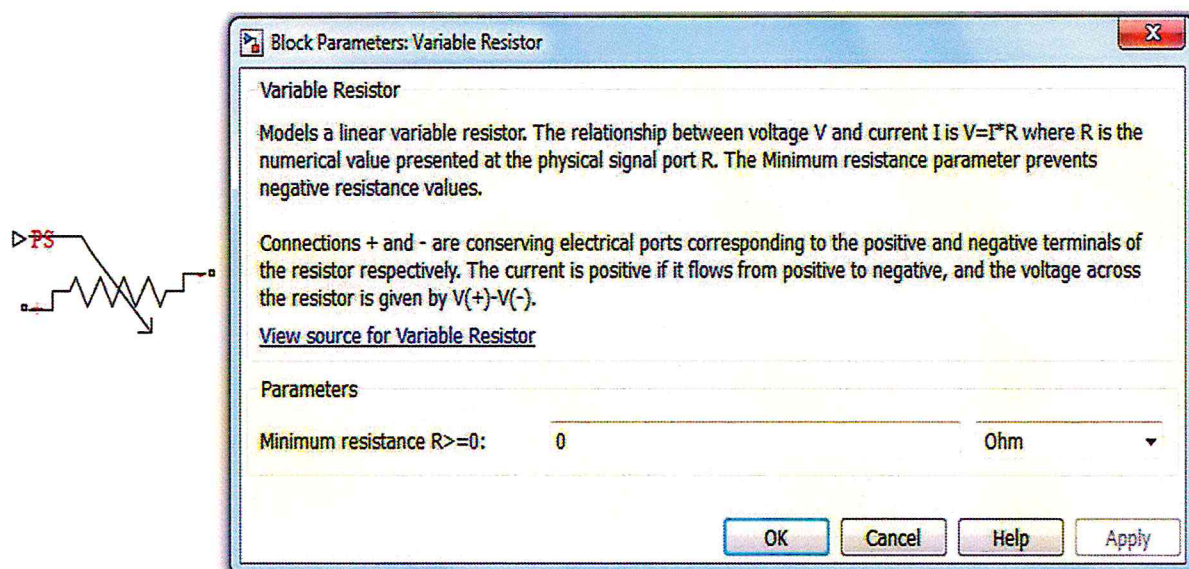 Block Parameters: Variable Resistor
X
Variable Resistor
Models a linear variable resistor. The relationship between voltage V and current I is V=I*R where R is the
numerical value presented at the physical signal port R. The Minimum resistance parameter prevents
negative resistance values.
Connections + and - are conserving electrical ports corresponding to the positive and negative terminals of
the resistor respectively. The current is positive if it flows from positive to negative, and the voltage across
the resistor is given by V(+)-V(-).
View source for Variable Resistor
Parameters
Minimum resistance R>=0: 0 Ohm
OK Cancel Help Apply
PS
+ -